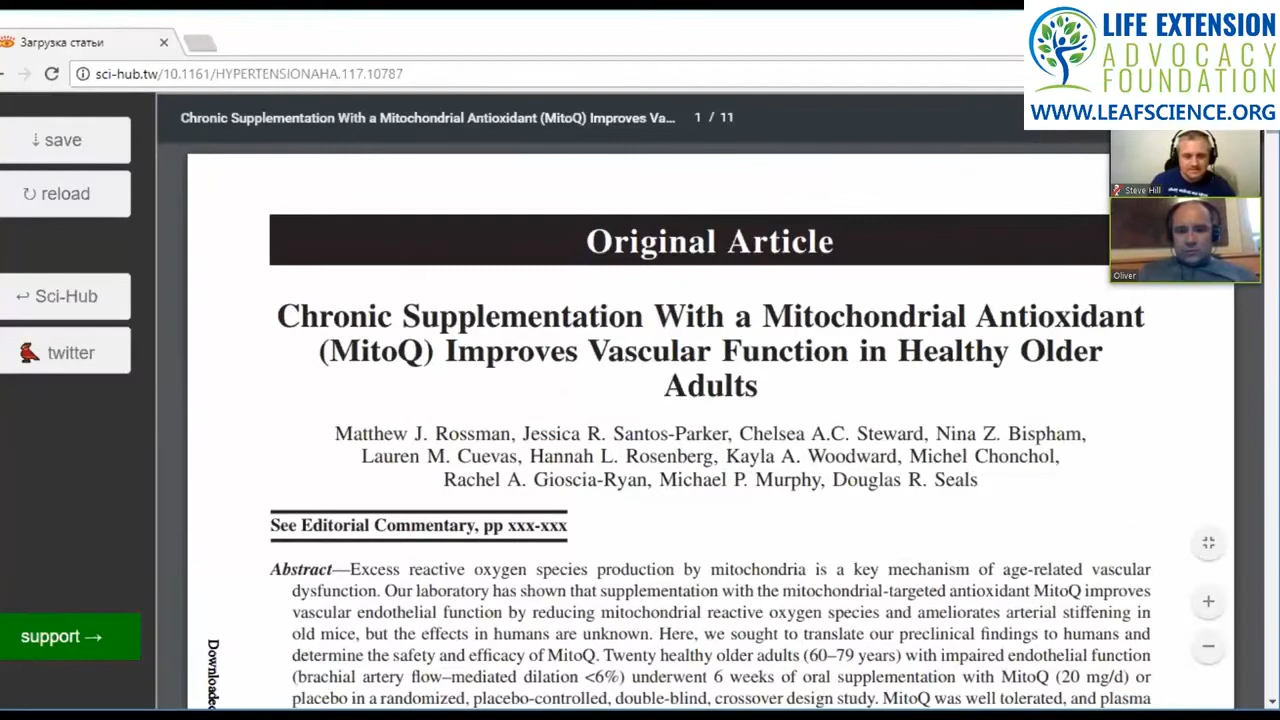 LIFE EXTENSION
ADVOCACY
FOUNDATION
WWW.LEAFSCIENCE.ORG
Загрузка статьи
sci-hub.tw/10.1161/HYPERTENSIONAHA.117.10787
Chronic Supplementation With a Mitochondrial Antioxidant (MitoQ) Improves Va... 1 / 11
↓ save
↻ reload
↩ Sci-Hub
twitter
support →
Steve Hill
Oliver
Original Article
Chronic Supplementation With a Mitochondrial Antioxidant
(MitoQ) Improves Vascular Function in Healthy Older
Adults
Matthew J. Rossman, Jessica R. Santos-Parker, Chelsea A.C. Steward, Nina Z. Bispham,
Lauren M. Cuevas, Hannah L. Rosenberg, Kayla A. Woodward, Michel Chonchol,
Rachel A. Gioscia-Ryan, Michael P. Murphy, Douglas R. Seals
See Editorial Commentary, pp xxx-xxx
Abstract—Excess reactive oxygen species production by mitochondria is a key mechanism of age-related vascular
dysfunction. Our laboratory has shown that supplementation with the mitochondrial-targeted antioxidant MitoQ improves
vascular endothelial function by reducing mitochondrial reactive oxygen species and ameliorates arterial stiffening in
old mice, but the effects in humans are unknown. Here, we sought to translate our preclinical findings to humans and
determine the safety and efficacy of MitoQ. Twenty healthy older adults (60–79 years) with impaired endothelial function
(brachial artery flow–mediated dilation <6%) underwent 6 weeks of oral supplementation with MitoQ (20 mg/d) or
placebo in a randomized, placebo-controlled, double-blind, crossover design study. MitoQ was well tolerated, and plasma